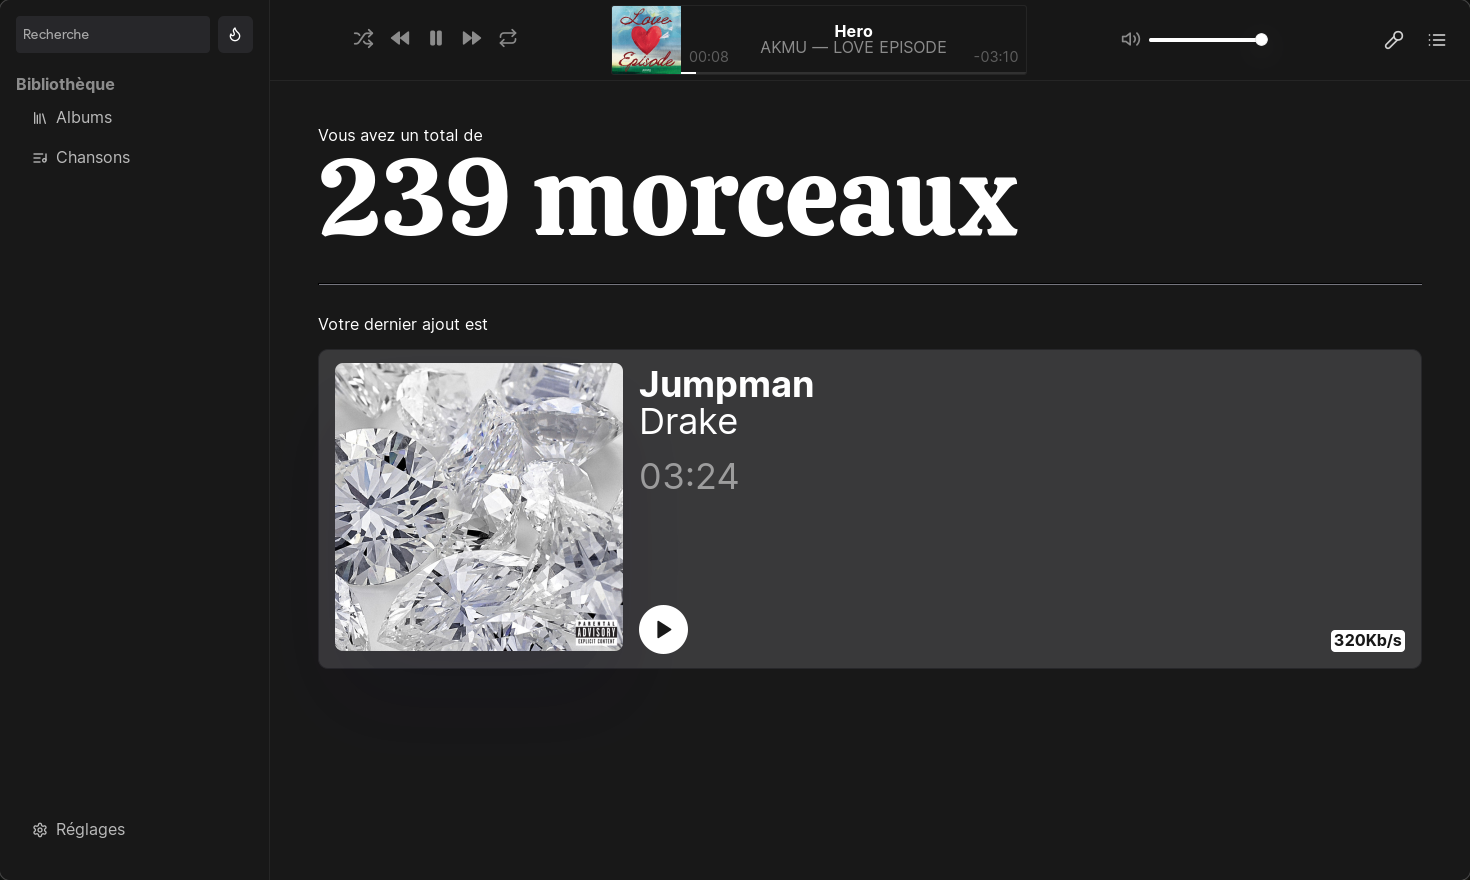 Recherche
Bibliothèque
Albums
Chansons
Réglages
Love
Episode
Hero
AKMU — LOVE EPISODE
00:08
-03:10
Vous avez un total de
239 morceaux
Votre dernier ajout est
Jumpman
Drake
03:24
PARENTAL
ADVISORY
EXPLICIT CONTENT
320Kb/s